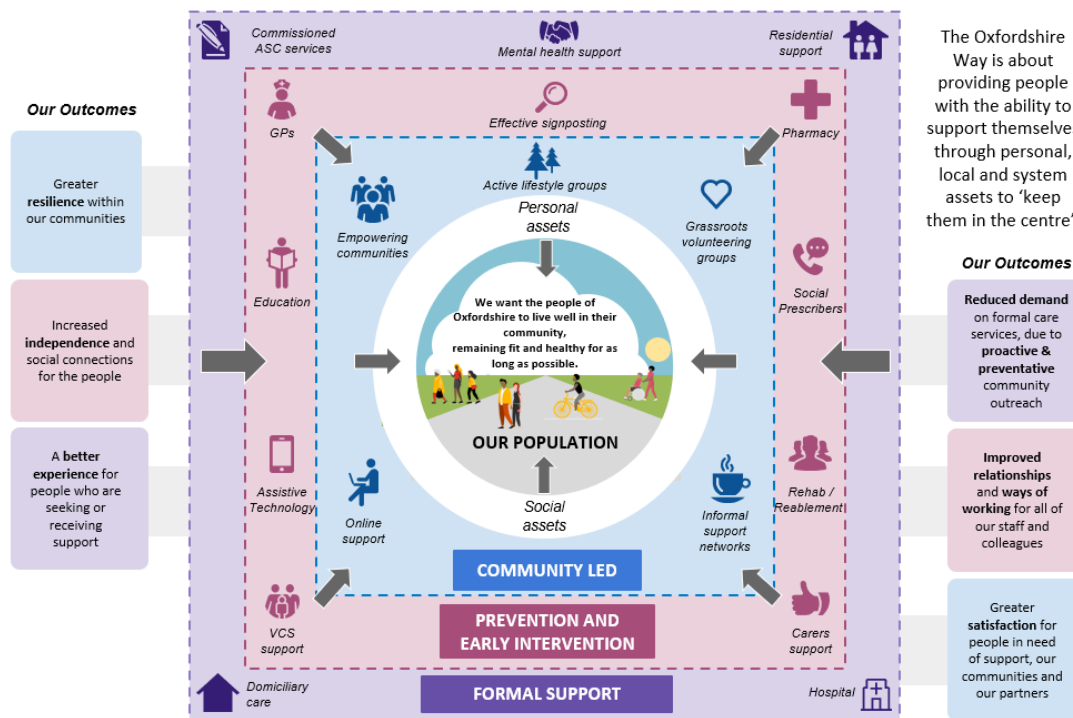 Commissioned
ASC services
Mental health support
Residential
support
The Oxfordshire
Way is about
providing people
with the ability to
support themselve
through personal,
local and system
assets to ‘keep
them in the centre’
Our Outcomes
Greater
resilience within
our communities
Increased
independence and
social connections
for the people
A better
experience for
people who are
seeking or
receiving
support
GPs
Effective signposting
Pharmacy
Active lifestyle groups
Empowering
communities
Grassroots
volunteering
groups
Education
Social
Prescribers
Personal
assets
We want the people of
Oxfordshire to live well in their
community,
remaining fit and healthy for as
long as possible.
OUR POPULATION
Social
assets
Assistive
Technology
Online
support
Informal
support
networks
Rehab /
Reablement
COMMUNITY LED
VCS
support
PREVENTION AND
EARLY INTERVENTION
Carers
support
Domiciliary
care
FORMAL SUPPORT
Hospital
Our Outcomes
Reduced demand
on formal care
services, due to
proactive &
preventative
community
outreach
Improved
relationships
and ways of
working for all of
our staff and
colleagues
Greater
satisfaction for
people in need
of support, our
communities and
our partners